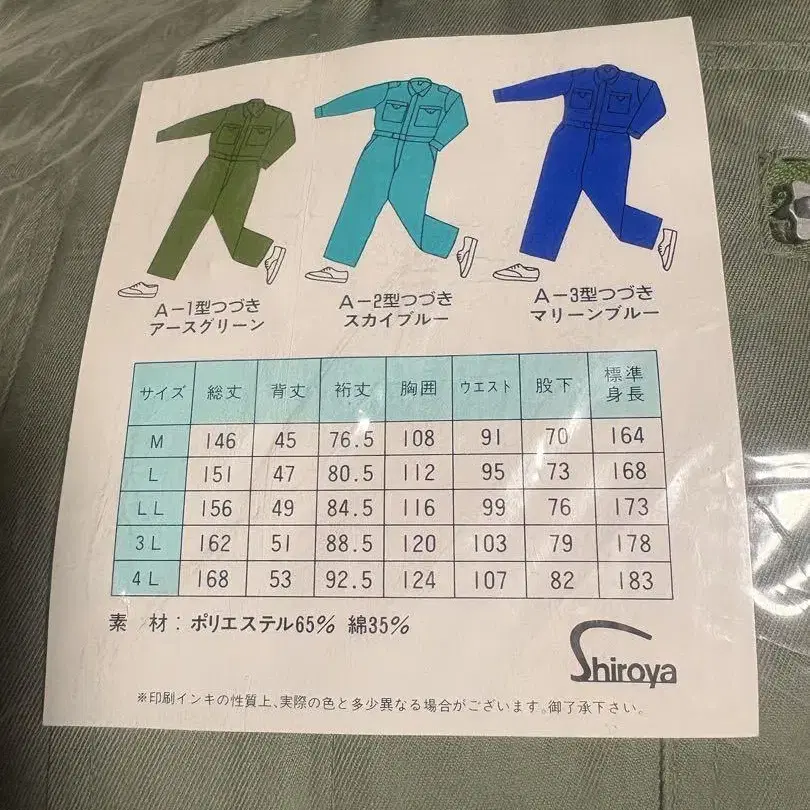 A-1型つづき
アースグリーン
A-2型つづき
スカイブルー
A-3型つづき
マリーンブルー
サイズ 総丈 背丈 裄丈 胸囲 ウエスト 股下 標準身長
M 146 45 76.5 108 91 70 164
L 151 47 80.5 112 95 73 168
LL 156 49 84.5 116 99 76 173
3L 162 51 88.5 120 103 79 178
4L 168 53 92.5 124 107 82 183
素 材：ポリエステル65% 綿35%
Shiroya
※印刷インキの性質上、実際の色と多少異なる場合がございます。御了承下さい。